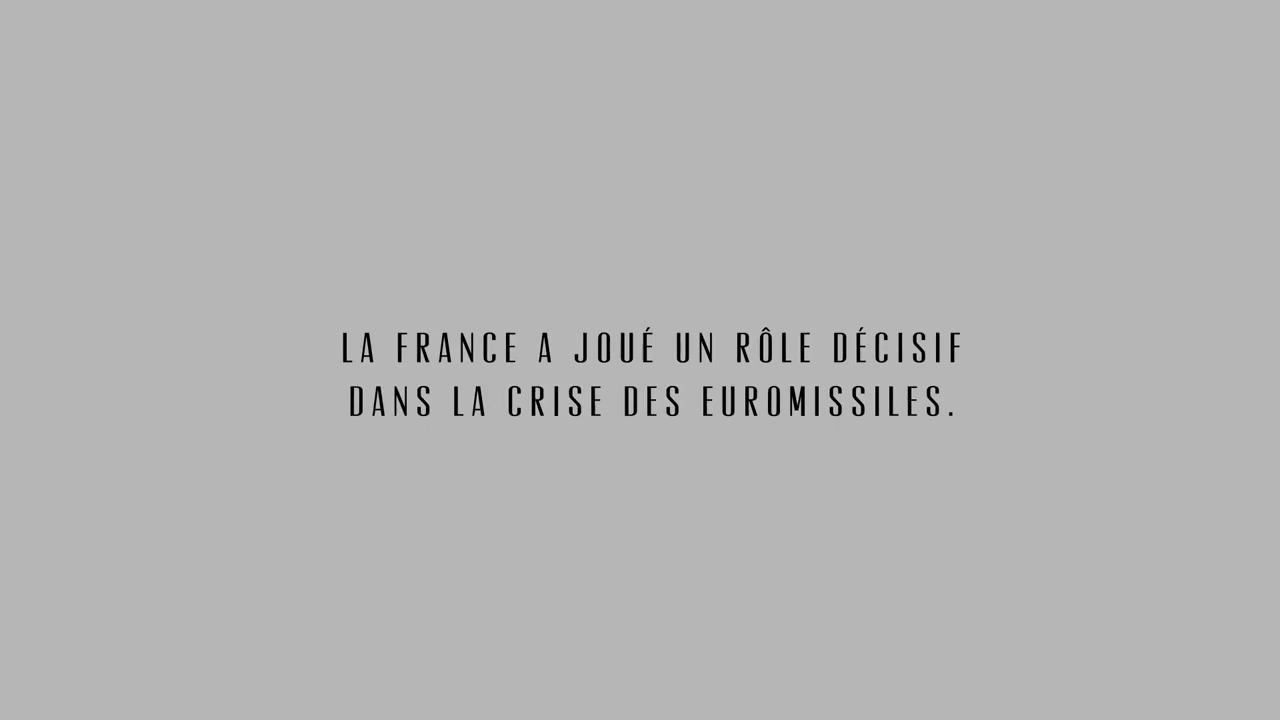 LA FRANCE A JOUÉ UN RÔLE DÉCISIF
DANS LA CRISE DES EUROMISSILES.